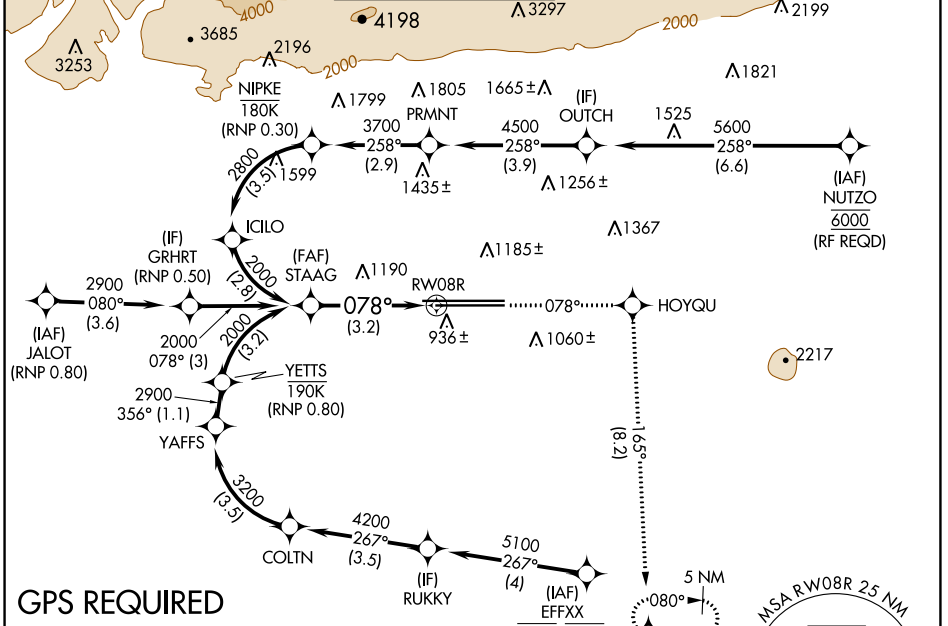 4000
4198
3297
2199
3685
2000
3253
2196
2000
1821
NIPKE
180K
(RNP 0.30)
1799
1805
1665±
PRMNT
(IF)
OUTCH
1525
3700
258°
(2.9)
4500
258°
(3.9)
5600
258°
(6.6)
2800
(3.5)
1599
1435±
1256±
(IAF)
NUTZO
6000
(RF REQD)
ICILO
1367
(IF)
GRHRT
(RNP 0.50)
2000
(2.8)
(FAF)
STAAG
1190
1185±
RW08R
2900
080°
(3.6)
078°
(3.2)
078°
HOYQU
(IAF)
JALOT
(RNP 0.80)
2000
078° (3)
2000
(3.2)
936±
1060±
2217
YETTS
190K
(RNP 0.80)
2900
356° (1.1)
YAFFS
165°
(8.2)
3200
(3.5)
COLTN
4200
267°
(3.5)
(IF)
RUKKY
5100
267°
(4)
(IAF)
EFFXX
5 NM
080°
GPS REQUIRED
MSA RW08R 25 NM